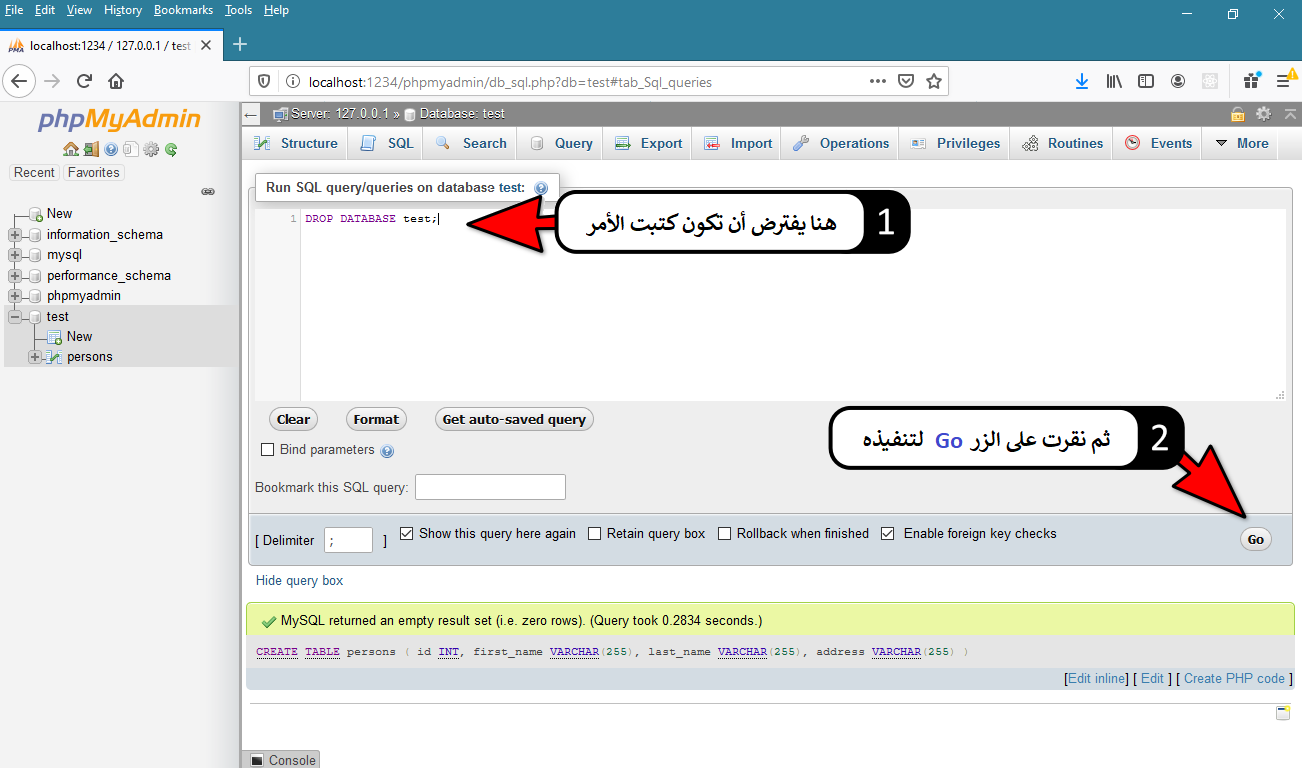 File Edit View History Bookmarks Tools Help
localhost:1234 / 127.0.0.1 / test
localhost:1234/phpmyadmin/db_sql.php?db=test#tab_Sql_queries
phpMyAdmin
Recent Favorites
New
information_schema
mysql
performance_schema
phpmyadmin
test
New
persons
Server: 127.0.0.1 » Database: test
Structure SQL Search Query Export Import Operations Privileges Routines Events More
Run SQL query/queries on database test:
1 DROP DATABASE test;
1 هنا يفترض أن تكون كتبت الأمر
Clear Format Get auto-saved query
2 ثم نقرت على الزر Go لتنفيذه
Bind parameters
Bookmark this SQL query:
[ Delimiter ; ] Show this query here again Retain query box Rollback when finished Enable foreign key checks Go
Hide query box
MySQL returned an empty result set (i.e. zero rows). (Query took 0.2834 seconds.)
CREATE TABLE persons ( id INT, first_name VARCHAR(255), last_name VARCHAR(255), address VARCHAR(255) )
[Edit inline] [ Edit ] [ Create PHP code ]
Console